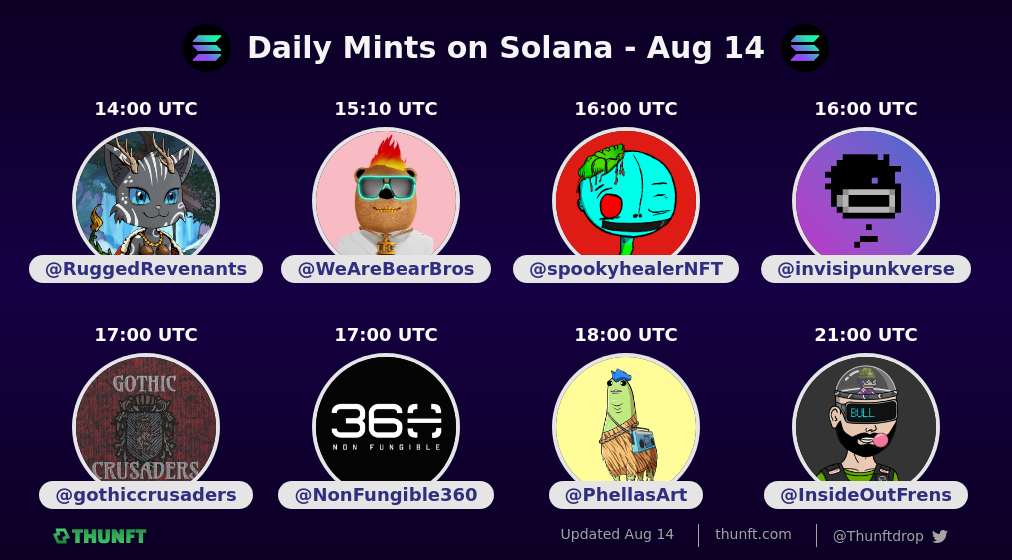 Daily Mints on Solana - Aug 14
14:00 UTC
15:10 UTC
16:00 UTC
16:00 UTC
@RuggedRevenants
@WeAreBearBros
@spookyhealerNFT
@invisipunkverse
17:00 UTC
17:00 UTC
18:00 UTC
21:00 UTC
GOTHIC
CRUSADERS
360
NON FUNGIBLE
BULL
@gothiccrusaders
@NonFungible360
@PhellasArt
@InsideOutFrens
THUNFT
Updated Aug 14
thunft.com
@Thunftdrop